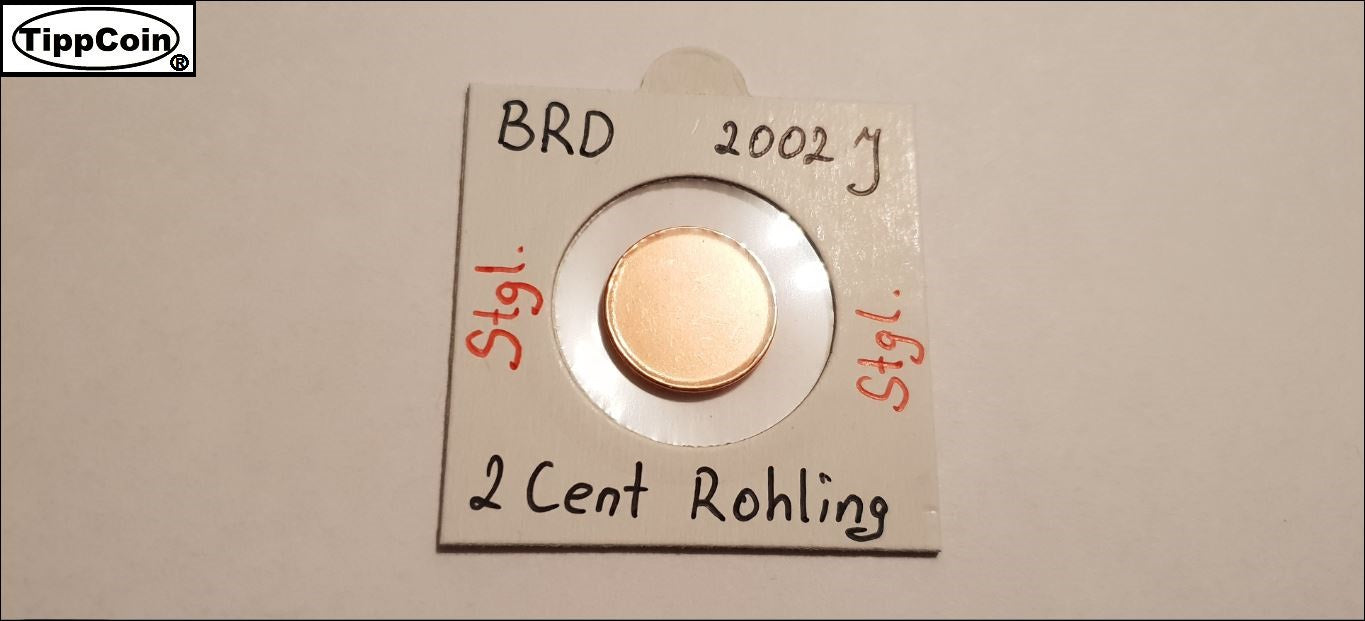 TippCoin®
BRD 2002 J
Stgl.
Stgl.
2 Cent Rohling